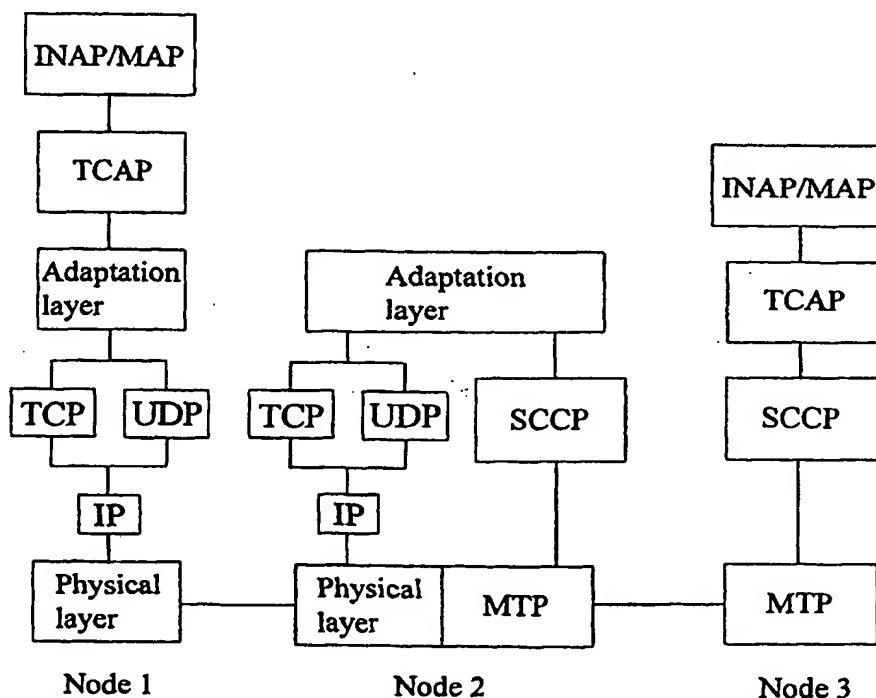 INAP/MAP
TCAP
Adaptation
layer
TCP UDP
IP
Physical
layer
Node 1
Adaptation
layer
TCP UDP
SCCP
IP
Physical
layer
MTP
Node 2
INAP/MAP
TCAP
SCCP
MTP
Node 3